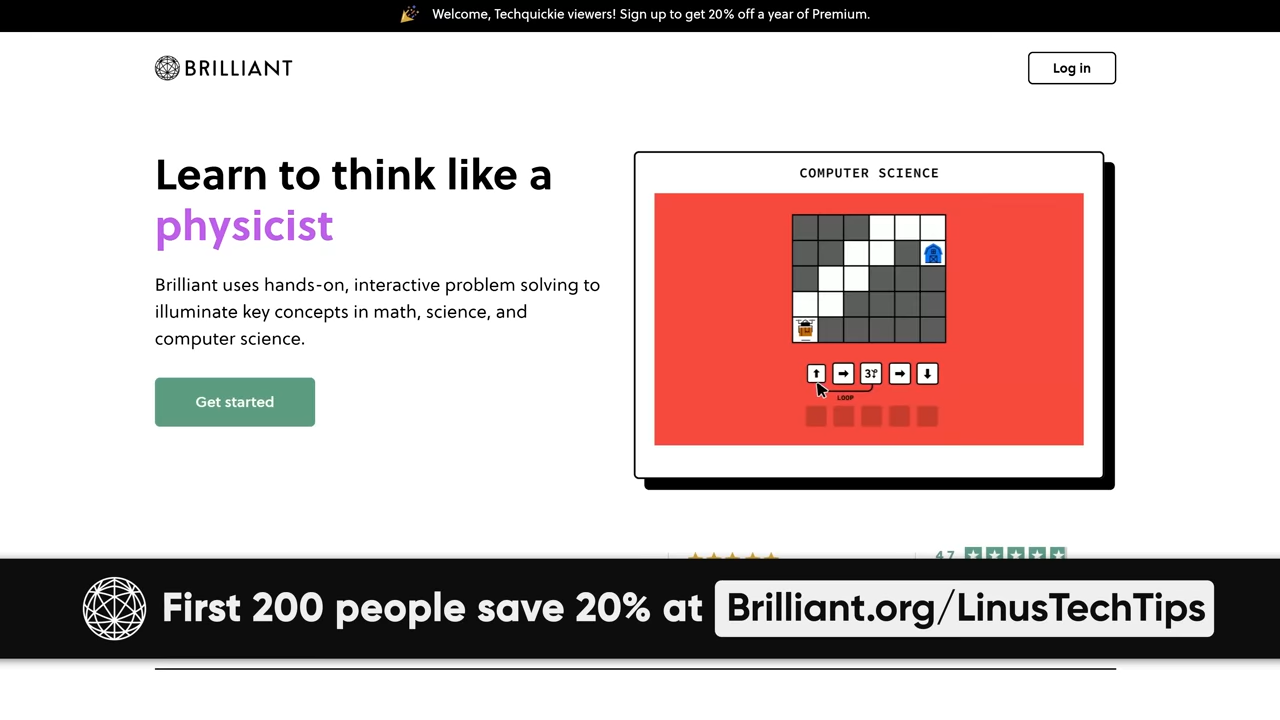 Welcome, Techquickie viewers! Sign up to get 20% off a year of Premium.
BRILLIANT
Log in
Learn to think like a
physicist
Brilliant uses hands-on, interactive problem solving to
illuminate key concepts in math, science, and
computer science.
Get started
COMPUTER SCIENCE
LOOP
4.7
First 200 people save 20% at Brilliant.org/LinusTechTips